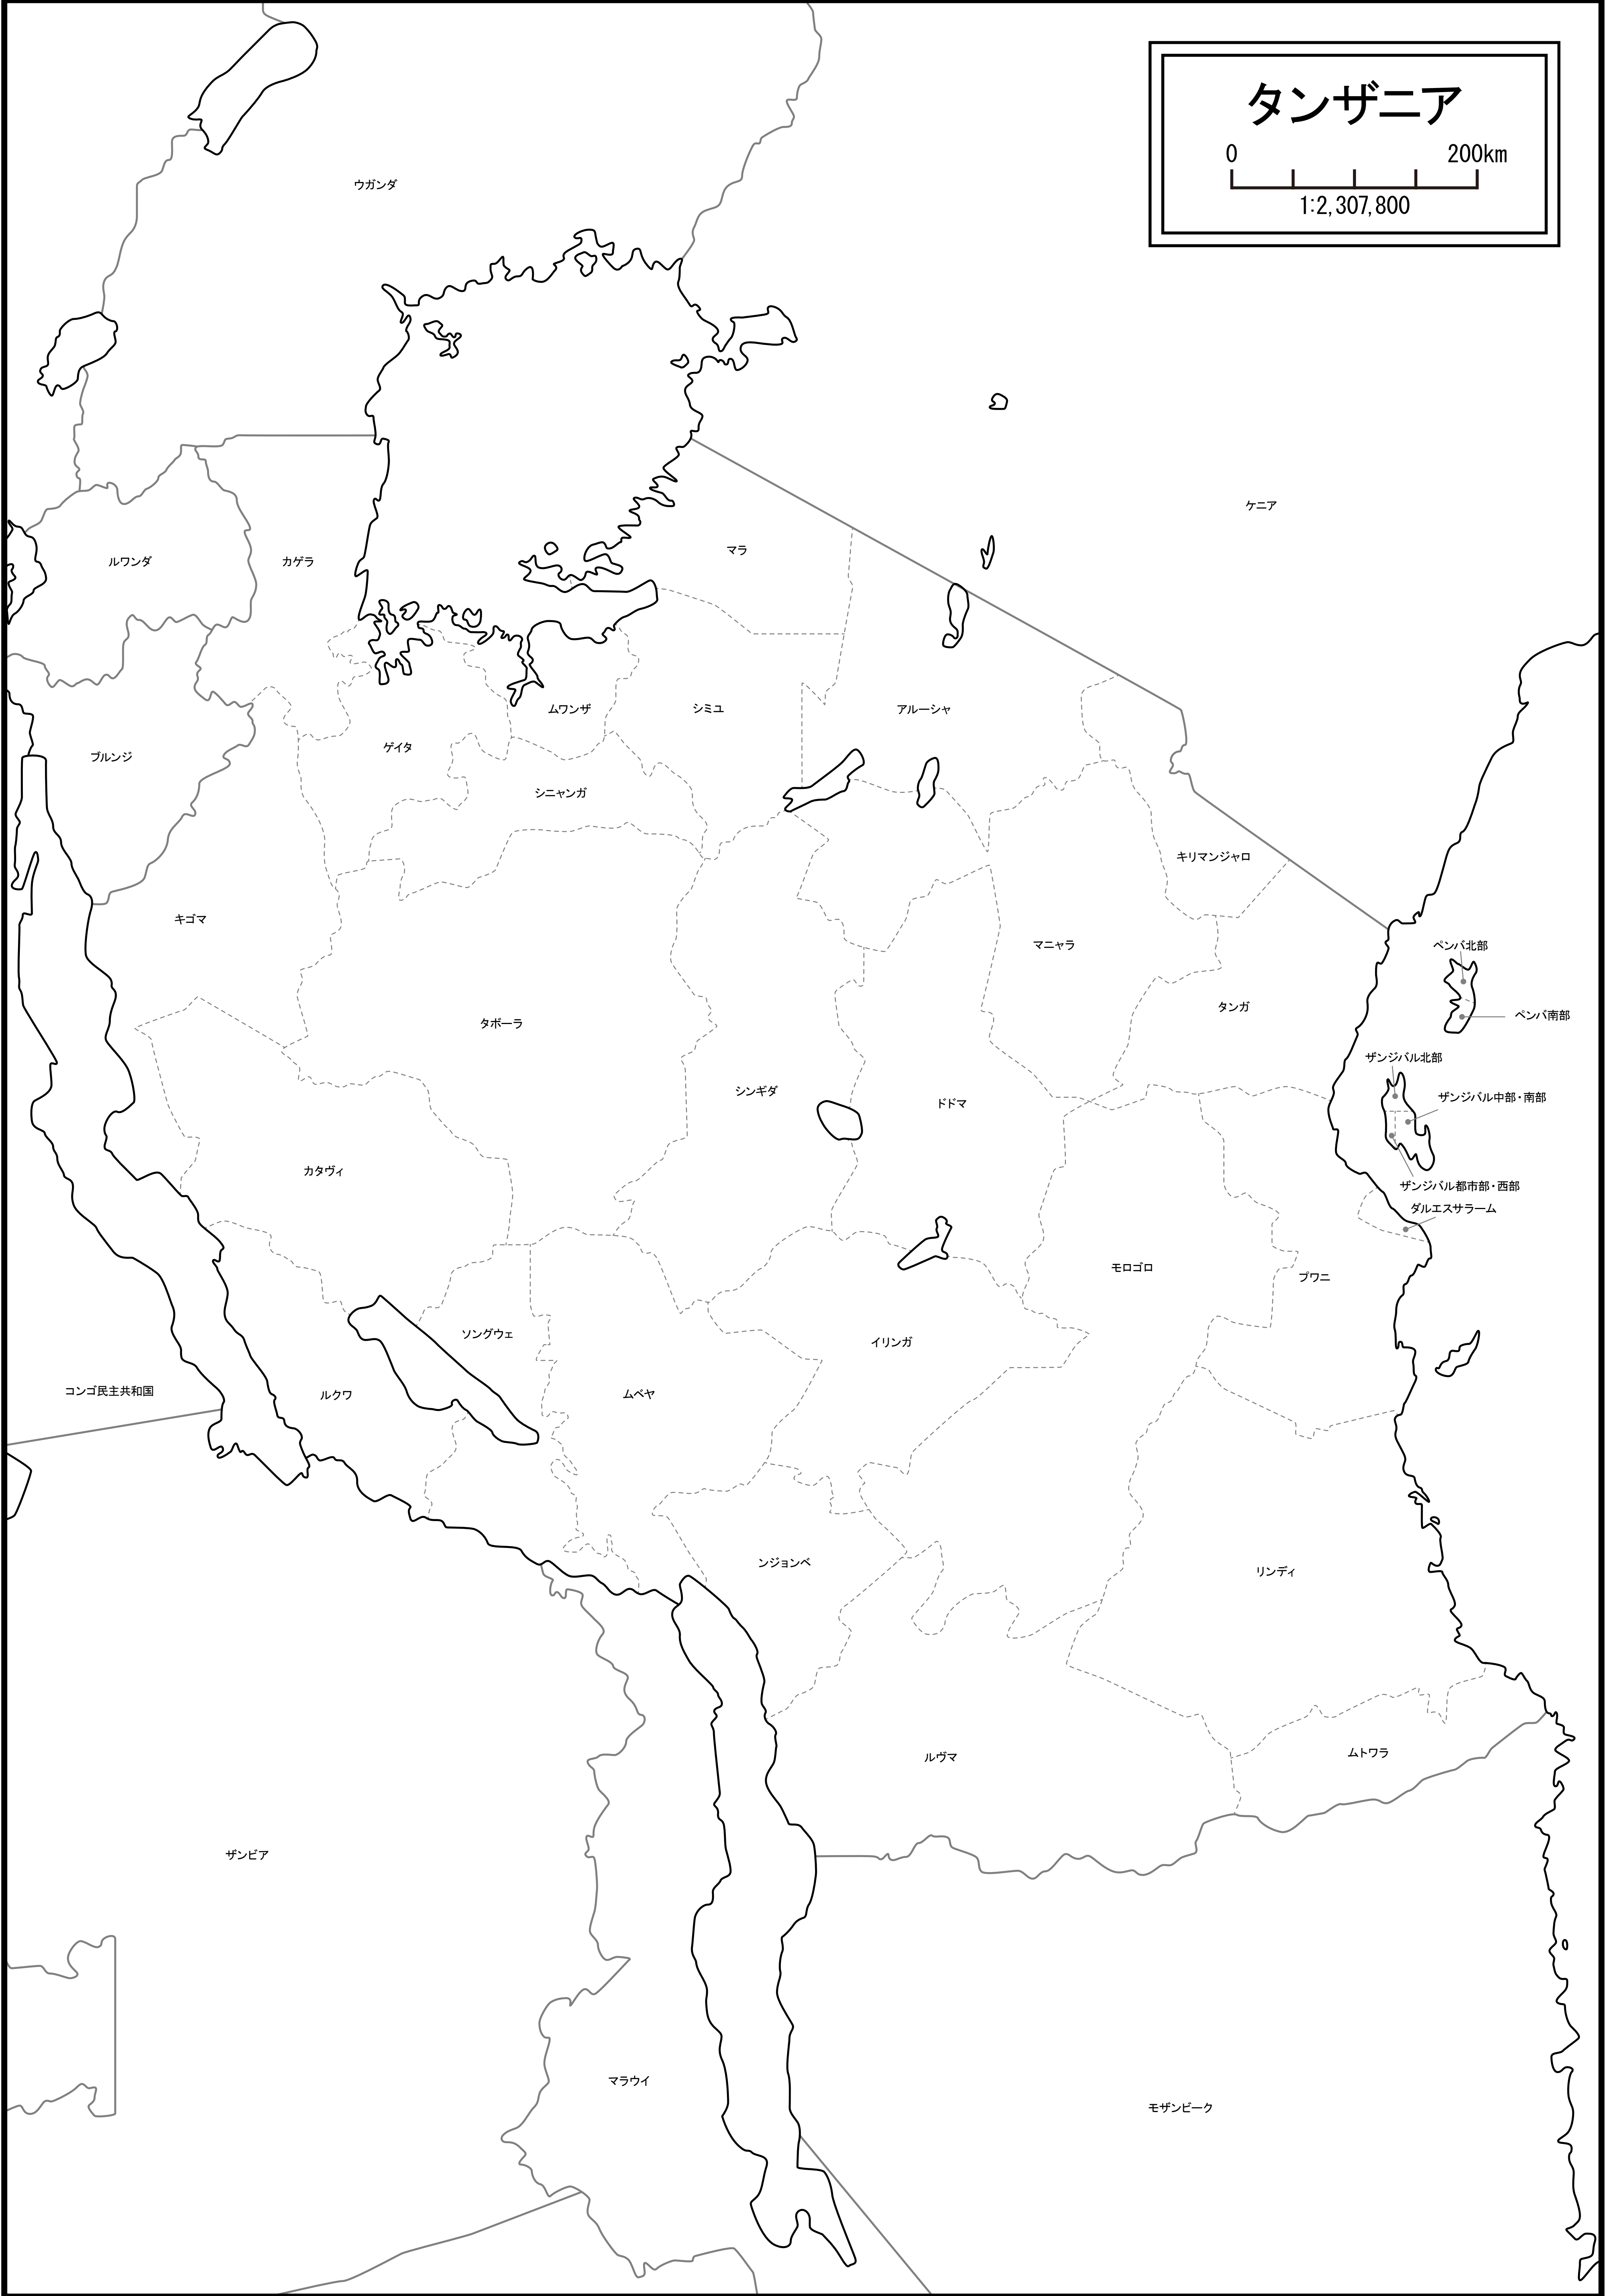 タンザニア
0 200km
1:2,307,800
ウガンダ
ケニア
マラ
ルワンダ
カゲラ
ムワンザ
シミユ
アルーシャ
ゲイタ
ブルンジ
シニャンガ
キリマンジャロ
キゴマ
マニャラ
ペンバ北部
タンガ
ペンバ南部
タボーラ
ザンジバル北部
シンギダ
ドドマ
ザンジバル中部・南部
カタヴィ
ザンジバル都市部・西部
ダルエスサラーム
モロゴロ
プワニ
ソングウェ
イリンガ
コンゴ民主共和国
ルクワ
ムベヤ
ンジョンベ
リンディ
ルヴマ
ムトワラ
ザンビア
マラウイ
モザンビーク